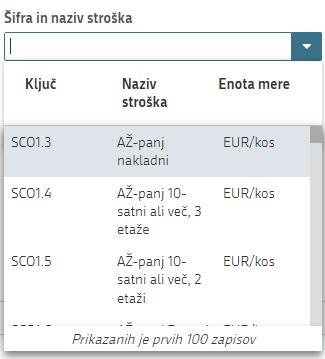 Šifra in naziv stroška
Ključ Naziv stroška Enota mere
SCO1.3 AŽ-panj EUR/kos
nakladni
SCO1.4 AŽ-panj 10- EUR/kos
satni ali več, 3
etaže
SCO1.5 AŽ-panj 10- EUR/kos
satni ali več, 2
etaži
Prikazanih je prvih 100 zapisov